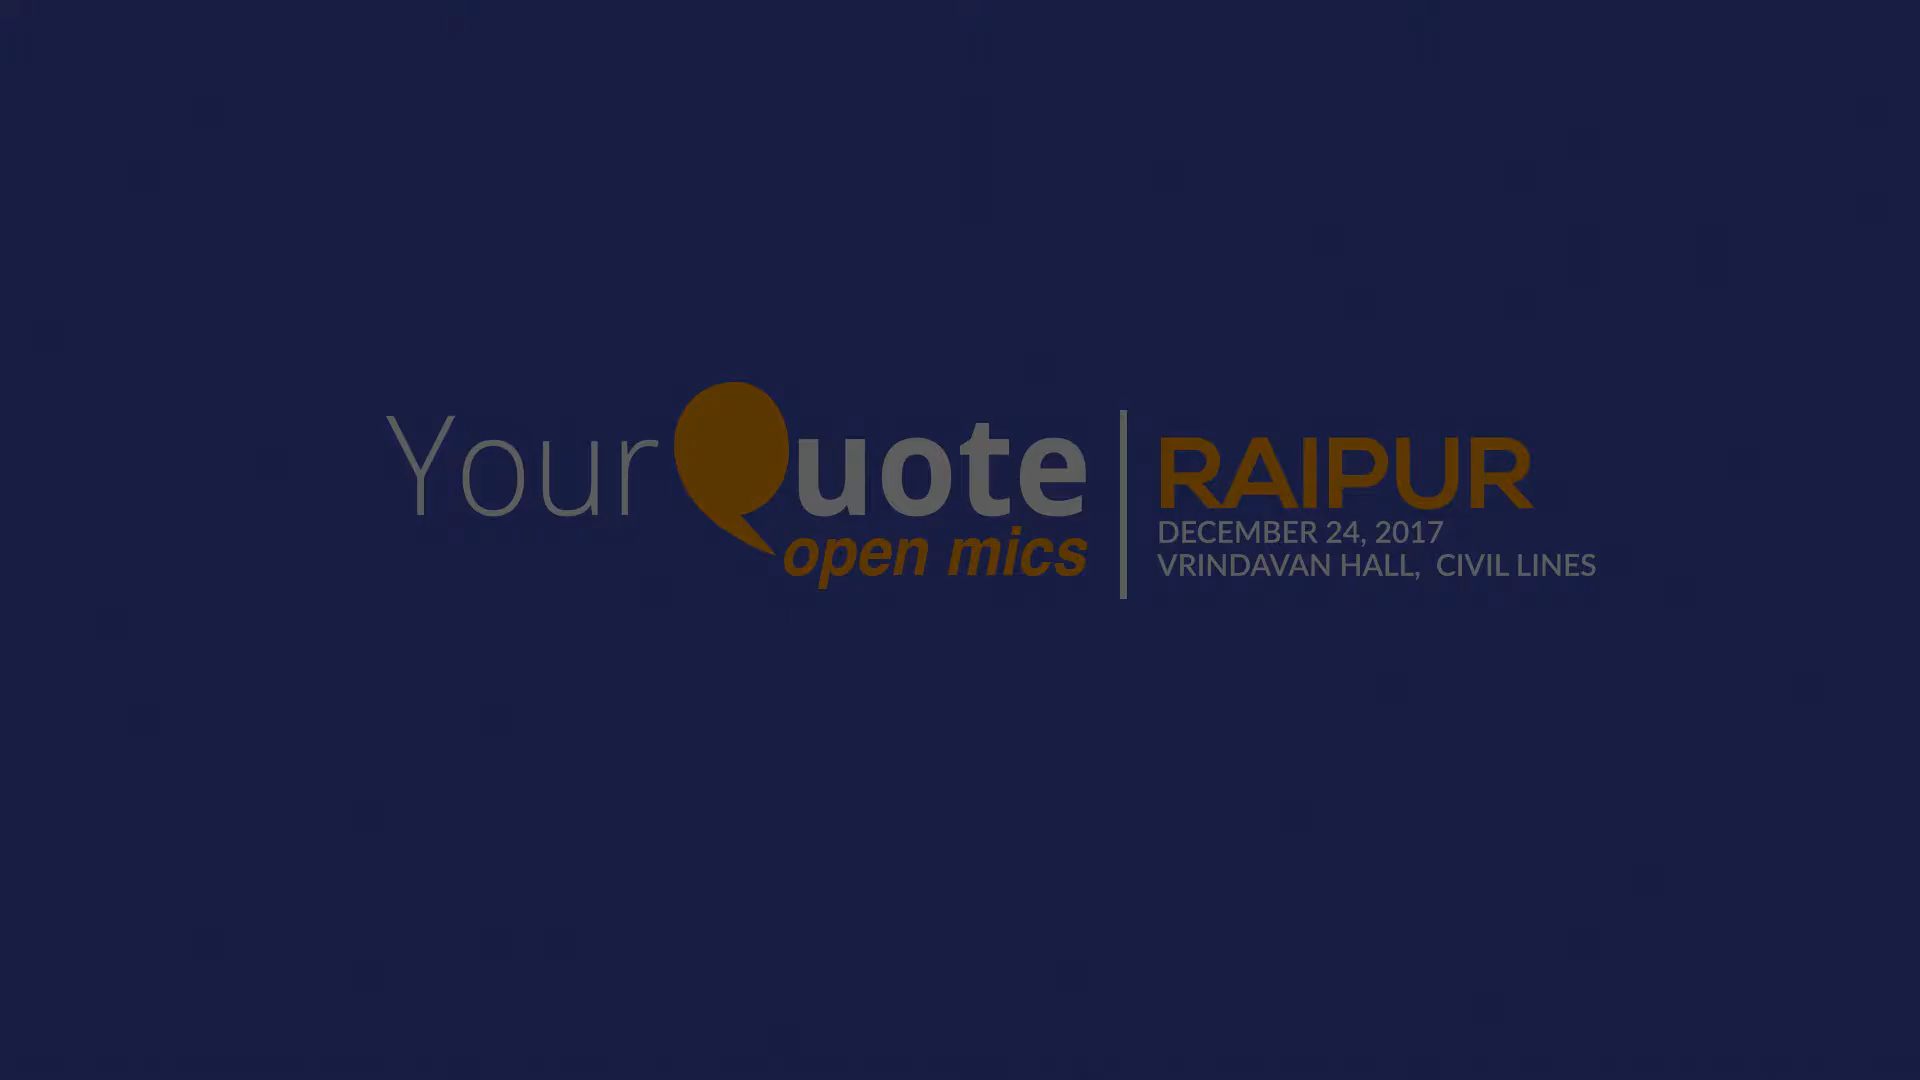 YourQuote
open mics
RAIPUR
DECEMBER 24, 2017
VRINDAVAN HALL, CIVIL LINES